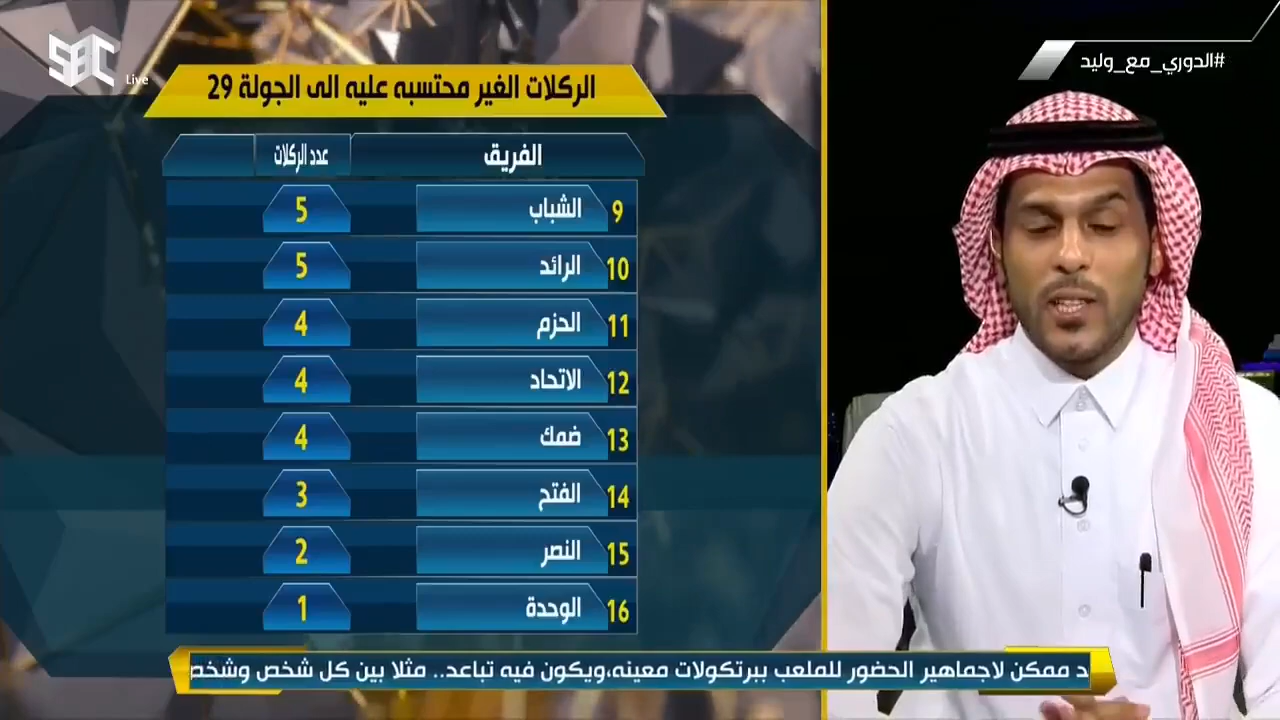 SBC
Live
#الدوري_مع_وليد
الركلات الغير محتسبه عليه الى الجولة 29
الفريق عدد الركلات
9 الشباب 5
10 الرائد 5
11 الحزم 4
12 الاتحاد 4
13 ضمك 4
14 الفتح 3
15 النصر 2
16 الوحدة 1
د ممكن لاجماهير الحضور للملعب ببرتكولات معينه،ويكون فيه تباعد.. مثلا بين كل شخص وشخص